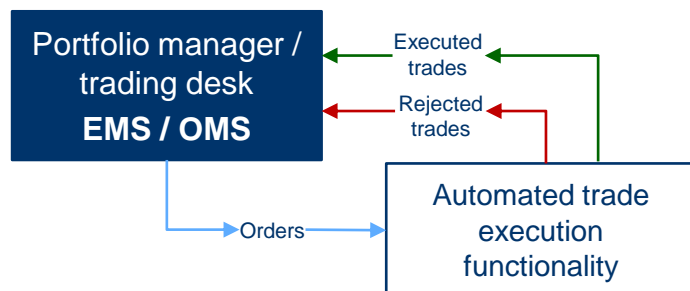 Portfolio manager /
trading desk
EMS / OMS
Executed
trades
Rejected
trades
Orders
Automated trade
execution
functionality